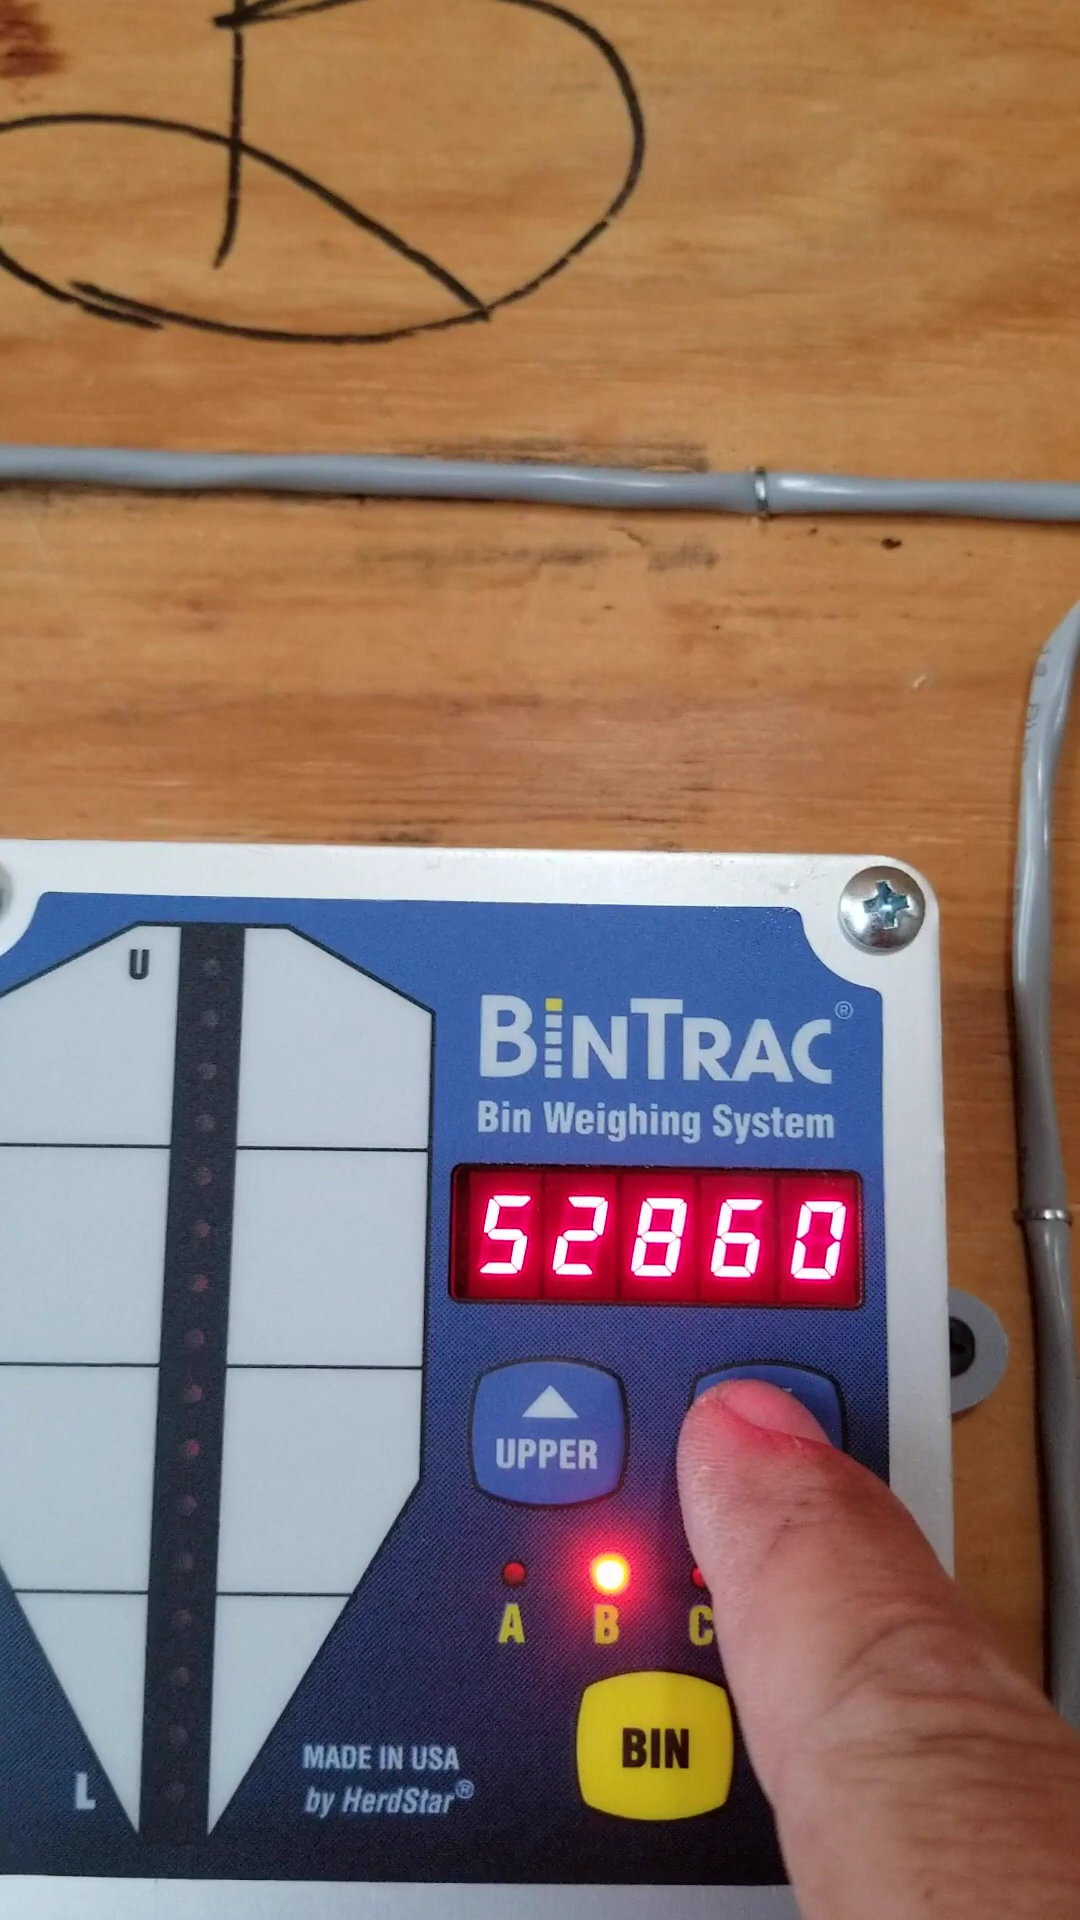 U
BINTRAC®
Bin Weighing System
52860
UPPER
A B C
BIN
MADE IN USA
by HerdStar®
L